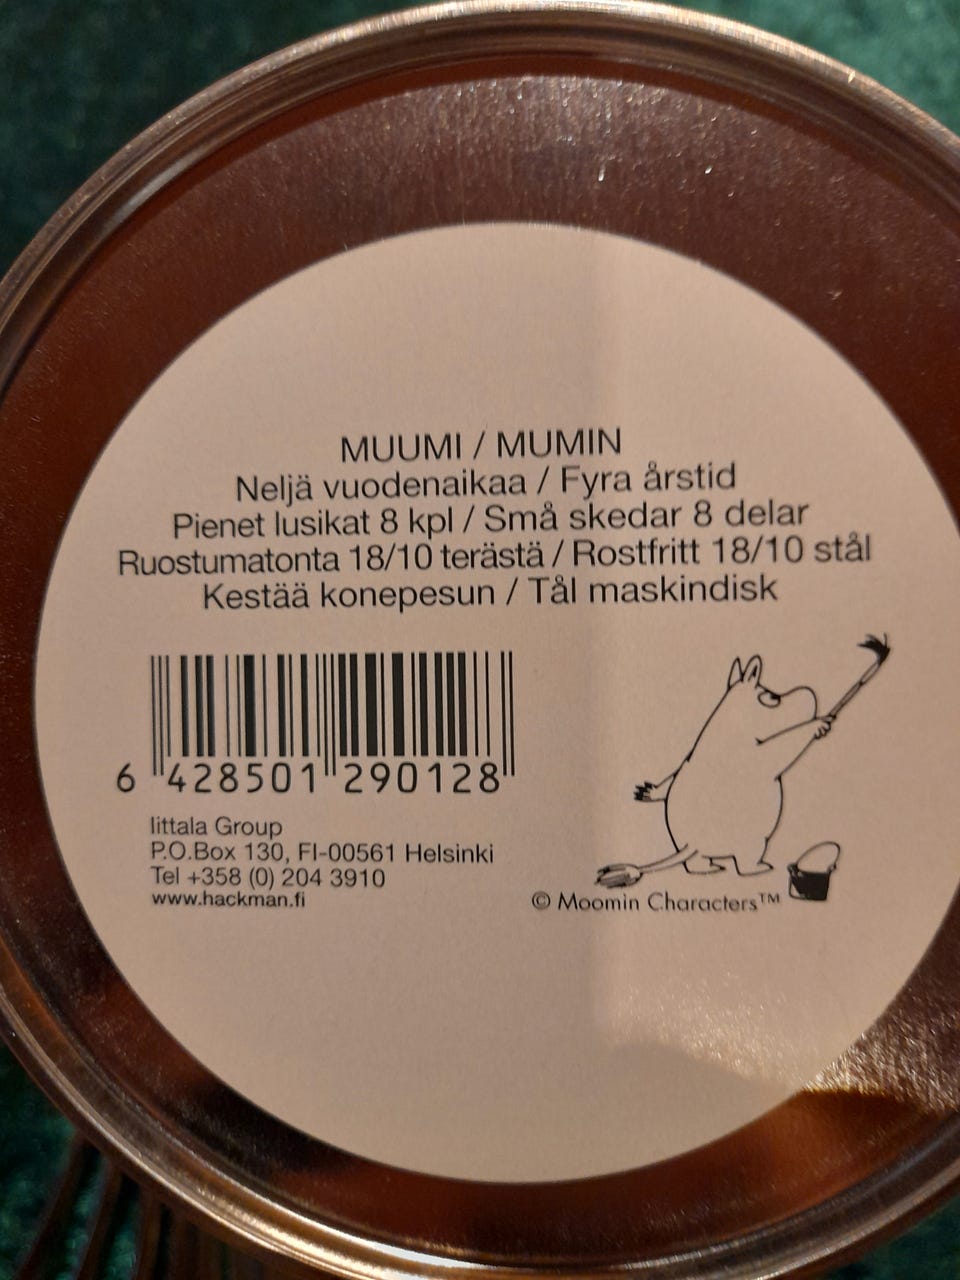 MUUMI / MUMIN
Neljä vuodenaikaa / Fyra årstid
Pienet lusikat 8 kpl / Små skedar 8 delar
Ruostumatonta 18/10 terästä / Rostfritt 18/10 stål
Kestää konepesun / Tål maskindisk
6 428501 290128
Iittala Group
P.O.Box 130, FI-00561 Helsinki
Tel +358 (0) 204 3910
www.hackman.fi
© Moomin Characters™